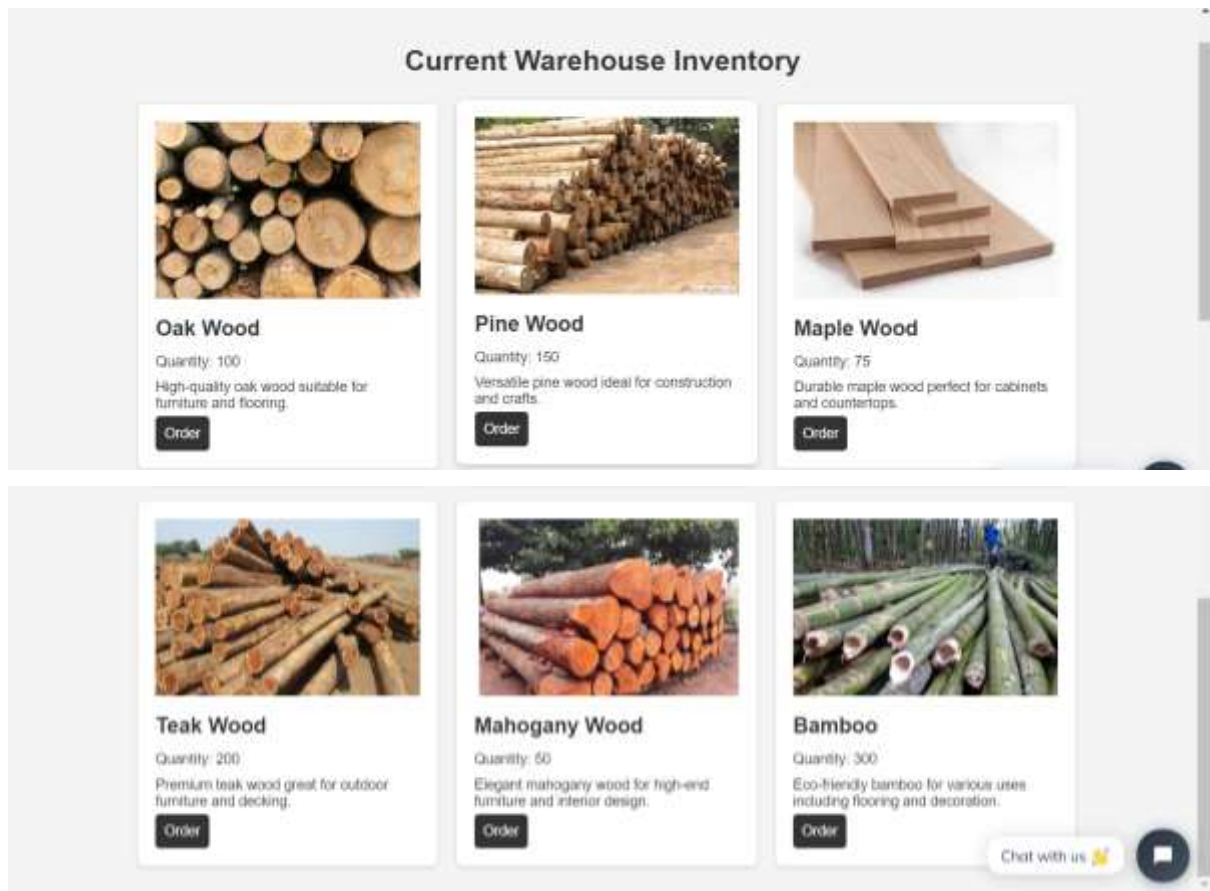 Current Warehouse Inventory
Oak Wood
Quantity: 100
High-quality oak wood suitable for
furniture and flooring.
Order
Pine Wood
Quantity: 150
Versatile pine wood ideal for construction
and crafts.
Order
Maple Wood
Quantity: 75
Durable maple wood perfect for cabinets
and countertops.
Order
Teak Wood
Quantity: 200
Premium teak wood great for outdoor
furniture and decking.
Order
Mahogany Wood
Quantity: 50
Elegant mahogany wood for high-end
furniture and interior design.
Order
Bamboo
Quantity: 300
Eco-friendly bamboo for various uses
including flooring and decoration.
Order
Chat with us 👋